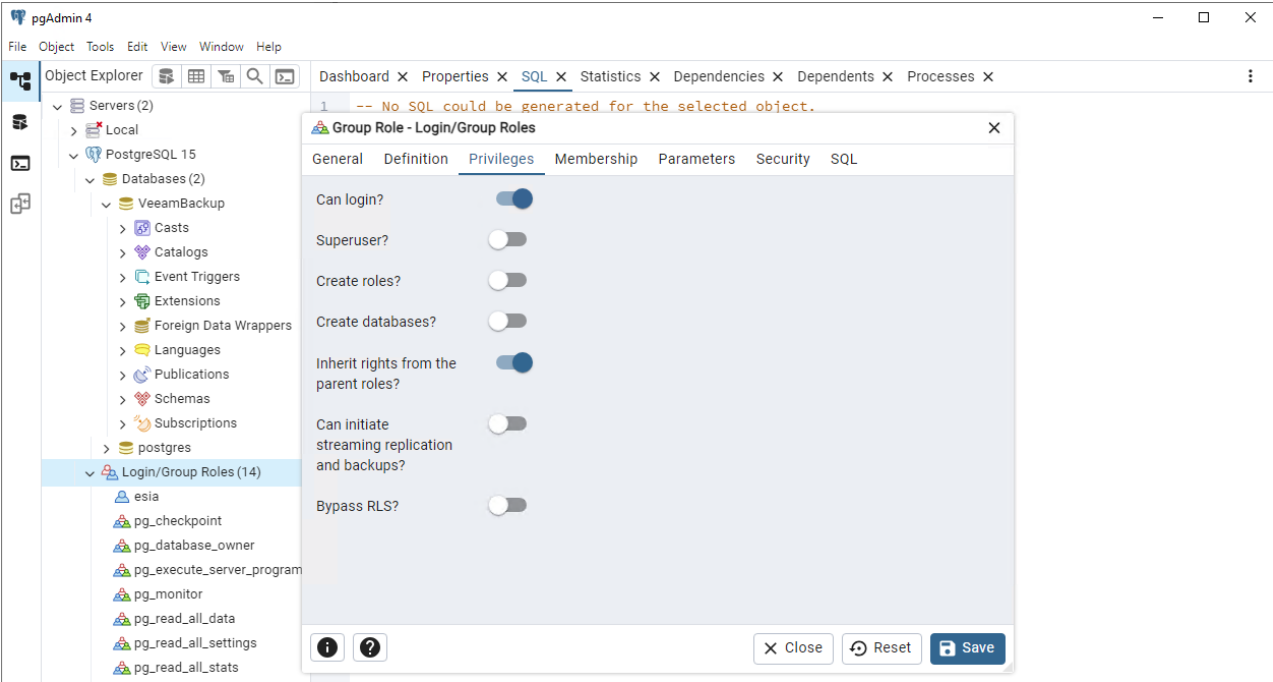 pgAdmin 4
File Object Tools Edit View Window Help
Object Explorer
Dashboard Properties SQL Statistics Dependencies Dependents Processes
Servers (2)
Local
PostgreSQL 15
Databases (2)
VeeamBackup
Casts
Catalogs
Event Triggers
Extensions
Foreign Data Wrappers
Languages
Publications
Schemas
Subscriptions
postgres
Login/Group Roles (14)
esia
pg_checkpoint
pg_database_owner
pg_execute_server_program
pg_monitor
pg_read_all_data
pg_read_all_settings
pg_read_all_stats
1 -- No SQL could be generated for the selected object.
Group Role - Login/Group Roles
General Definition Privileges Membership Parameters Security SQL
Can login?
Superuser?
Create roles?
Create databases?
Inherit rights from the
parent roles?
Can initiate
streaming replication
and backups?
Bypass RLS?
Close Reset Save